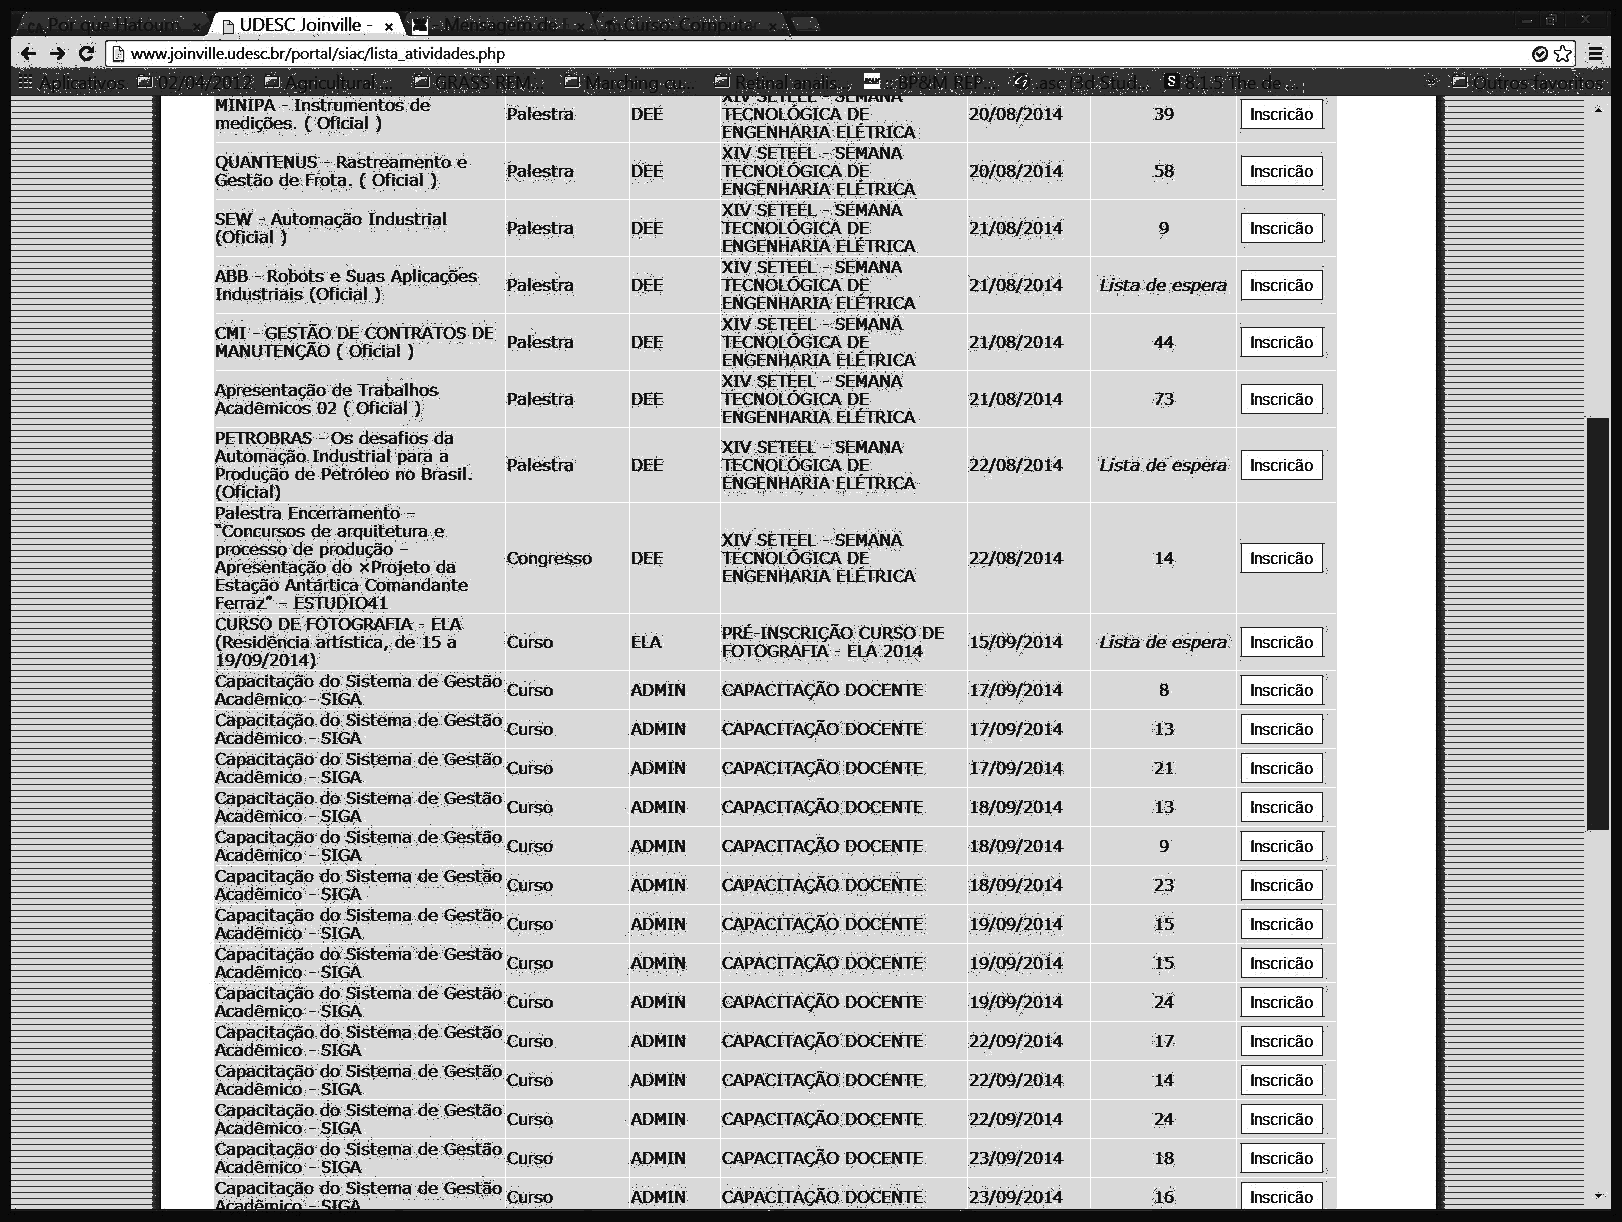 UDESC Joinville -
www.joinville.udesc.br/portal/siac/lista_atividades.php
Aplicativos 02/04/2012 Agricultural ... GRASS REM... Marching cu... Retinal analis... BP&M REP... .asc (3d Stud... 8.1.5 The de ... Outros favoritos
MINIPA - Instrumentos de
medições. ( Oficial )
Palestra
DEE
XIV SETEEL - SEMANA
TECNOLÓGICA DE
ENGENHARIA ELÉTRICA
20/08/2014
39
Inscricão
QUANTENUS - Rastreamento e
Gestão de Frota. ( Oficial )
Palestra
DEE
XIV SETEEL - SEMANA
TECNOLÓGICA DE
ENGENHARIA ELÉTRICA
20/08/2014
58
Inscricão
SEW - Automação Industrial
(Oficial )
Palestra
DEE
XIV SETEEL - SEMANA
TECNOLÓGICA DE
ENGENHARIA ELÉTRICA
21/08/2014
9
Inscricão
ABB - Robots e Suas Aplicações
Industriais (Oficial )
Palestra
DEE
XIV SETEEL - SEMANA
TECNOLÓGICA DE
ENGENHARIA ELÉTRICA
21/08/2014
Lista de espera
Inscricão
CMI - GESTÃO DE CONTRATOS DE
MANUTENÇÃO ( Oficial )
Palestra
DEE
XIV SETEEL - SEMANA
TECNOLÓGICA DE
ENGENHARIA ELÉTRICA
21/08/2014
44
Inscricão
Apresentação de Trabalhos
Acadêmicos 02 ( Oficial )
Palestra
DEE
XIV SETEEL - SEMANA
TECNOLÓGICA DE
ENGENHARIA ELÉTRICA
21/08/2014
73
Inscricão
PETROBRAS - Os desafios da
Automação Industrial para a
Produção de Petróleo no Brasil.
(Oficial)
Palestra
DEE
XIV SETEEL - SEMANA
TECNOLÓGICA DE
ENGENHARIA ELÉTRICA
22/08/2014
Lista de espera
Inscricão
Palestra Encerramento –
“Concursos de arquitetura e
processo de produção –
Apresentação do ×Projeto da
Estação Antártica Comandante
Ferraz” – ESTUDIO41
Congresso
DEE
XIV SETEEL - SEMANA
TECNOLÓGICA DE
ENGENHARIA ELÉTRICA
22/08/2014
14
Inscricão
CURSO DE FOTOGRAFIA - ELA
(Residência artística, de 15 a
19/09/2014)
Curso
ELA
PRÉ-INSCRIÇÃO CURSO DE
FOTOGRAFIA - ELA 2014
15/09/2014
Lista de espera
Inscricão
Capacitação do Sistema de Gestão
Acadêmico - SIGA
Curso
ADMIN
CAPACITAÇÃO DOCENTE
17/09/2014
8
Inscricão
Capacitação do Sistema de Gestão
Acadêmico - SIGA
Curso
ADMIN
CAPACITAÇÃO DOCENTE
17/09/2014
13
Inscricão
Capacitação do Sistema de Gestão
Acadêmico - SIGA
Curso
ADMIN
CAPACITAÇÃO DOCENTE
17/09/2014
21
Inscricão
Capacitação do Sistema de Gestão
Acadêmico - SIGA
Curso
ADMIN
CAPACITAÇÃO DOCENTE
18/09/2014
13
Inscricão
Capacitação do Sistema de Gestão
Acadêmico - SIGA
Curso
ADMIN
CAPACITAÇÃO DOCENTE
18/09/2014
9
Inscricão
Capacitação do Sistema de Gestão
Acadêmico - SIGA
Curso
ADMIN
CAPACITAÇÃO DOCENTE
18/09/2014
23
Inscricão
Capacitação do Sistema de Gestão
Acadêmico - SIGA
Curso
ADMIN
CAPACITAÇÃO DOCENTE
19/09/2014
15
Inscricão
Capacitação do Sistema de Gestão
Acadêmico - SIGA
Curso
ADMIN
CAPACITAÇÃO DOCENTE
19/09/2014
15
Inscricão
Capacitação do Sistema de Gestão
Acadêmico - SIGA
Curso
ADMIN
CAPACITAÇÃO DOCENTE
19/09/2014
24
Inscricão
Capacitação do Sistema de Gestão
Acadêmico - SIGA
Curso
ADMIN
CAPACITAÇÃO DOCENTE
22/09/2014
17
Inscricão
Capacitação do Sistema de Gestão
Acadêmico - SIGA
Curso
ADMIN
CAPACITAÇÃO DOCENTE
22/09/2014
14
Inscricão
Capacitação do Sistema de Gestão
Acadêmico - SIGA
Curso
ADMIN
CAPACITAÇÃO DOCENTE
22/09/2014
24
Inscricão
Capacitação do Sistema de Gestão
Acadêmico - SIGA
Curso
ADMIN
CAPACITAÇÃO DOCENTE
23/09/2014
18
Inscricão
Capacitação do Sistema de Gestão
Acadêmico - SIGA
Curso
ADMIN
CAPACITAÇÃO DOCENTE
23/09/2014
16
Inscricão